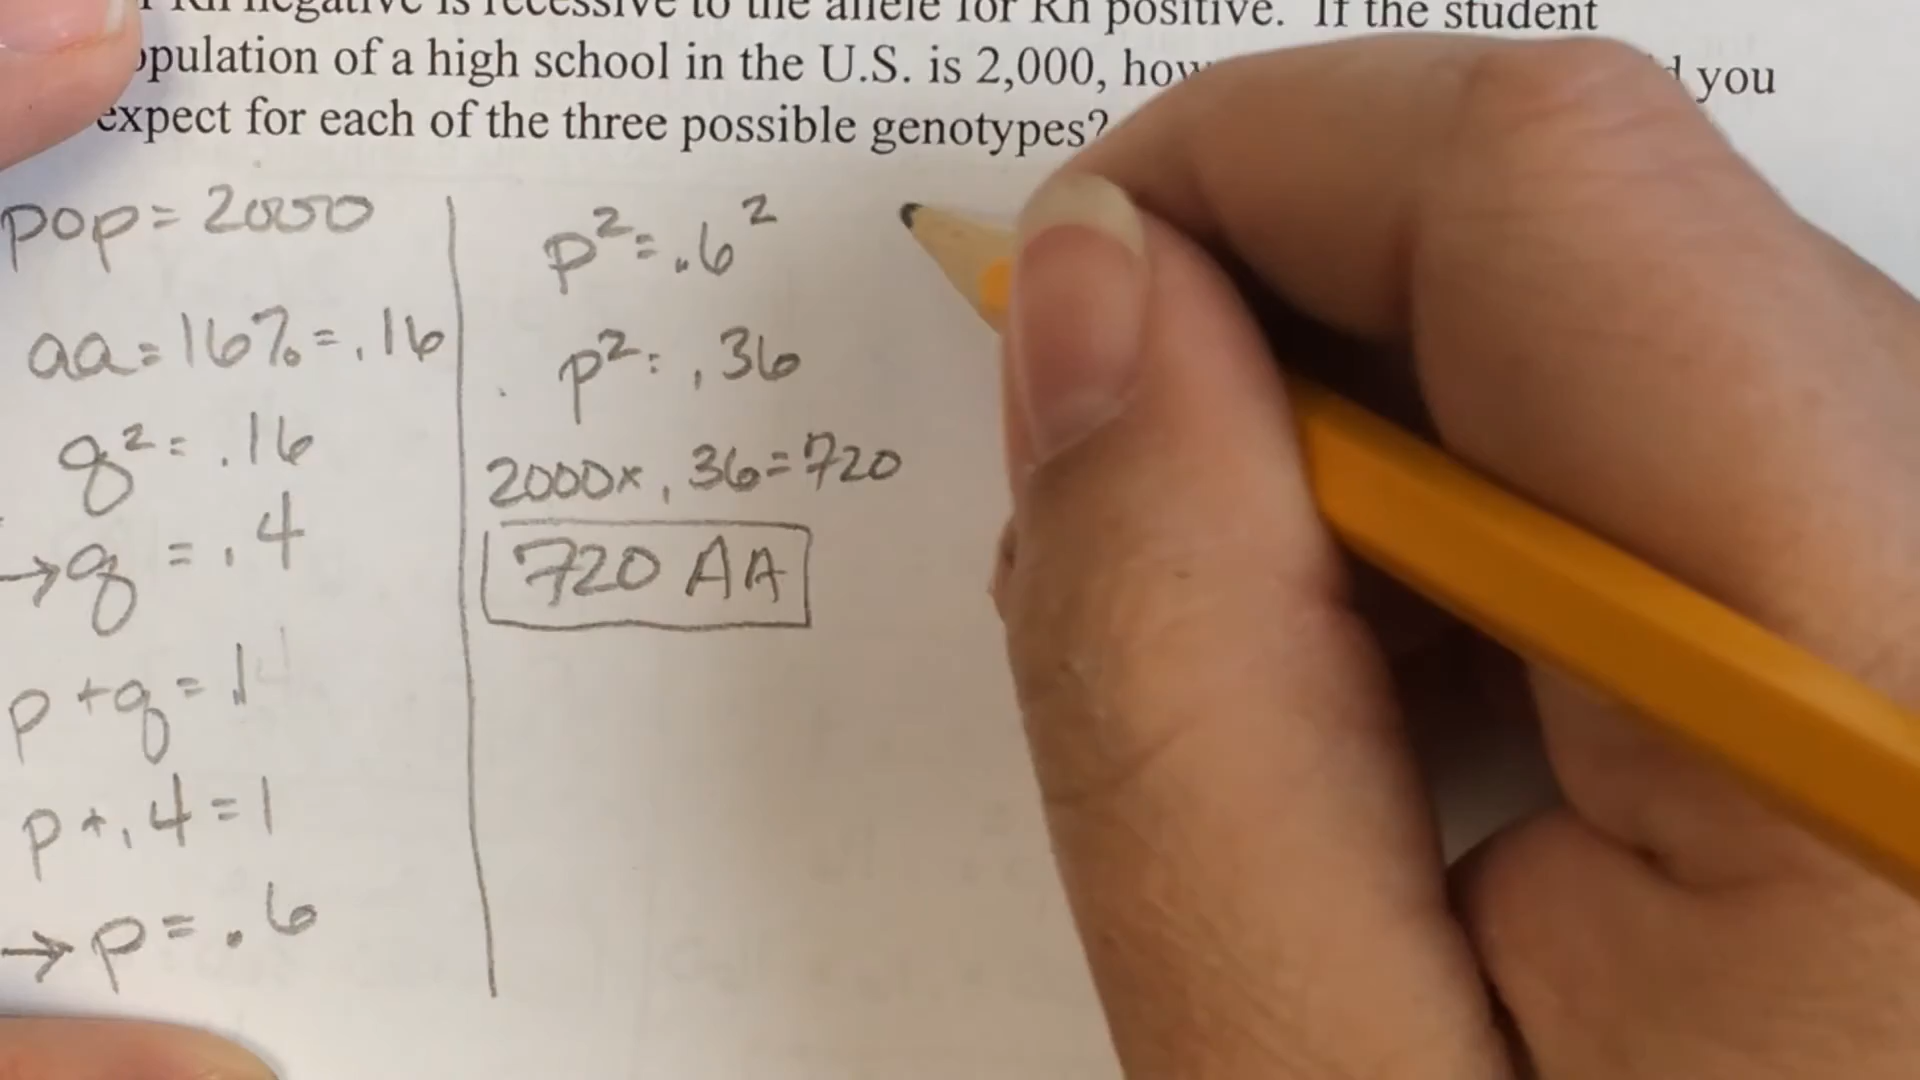 Rh negative is recessive to the allele for Rh positive. If the student
population of a high school in the U.S. is 2,000, how you
expect for each of the three possible genotypes?
pop = 2000
aa = 16% = .16
q² = .16
→ q = .4
p + q = 1
p + .4 = 1
→ p = .6
p² = .6²
p² = .36
2000 x .36 = 720
720 AA